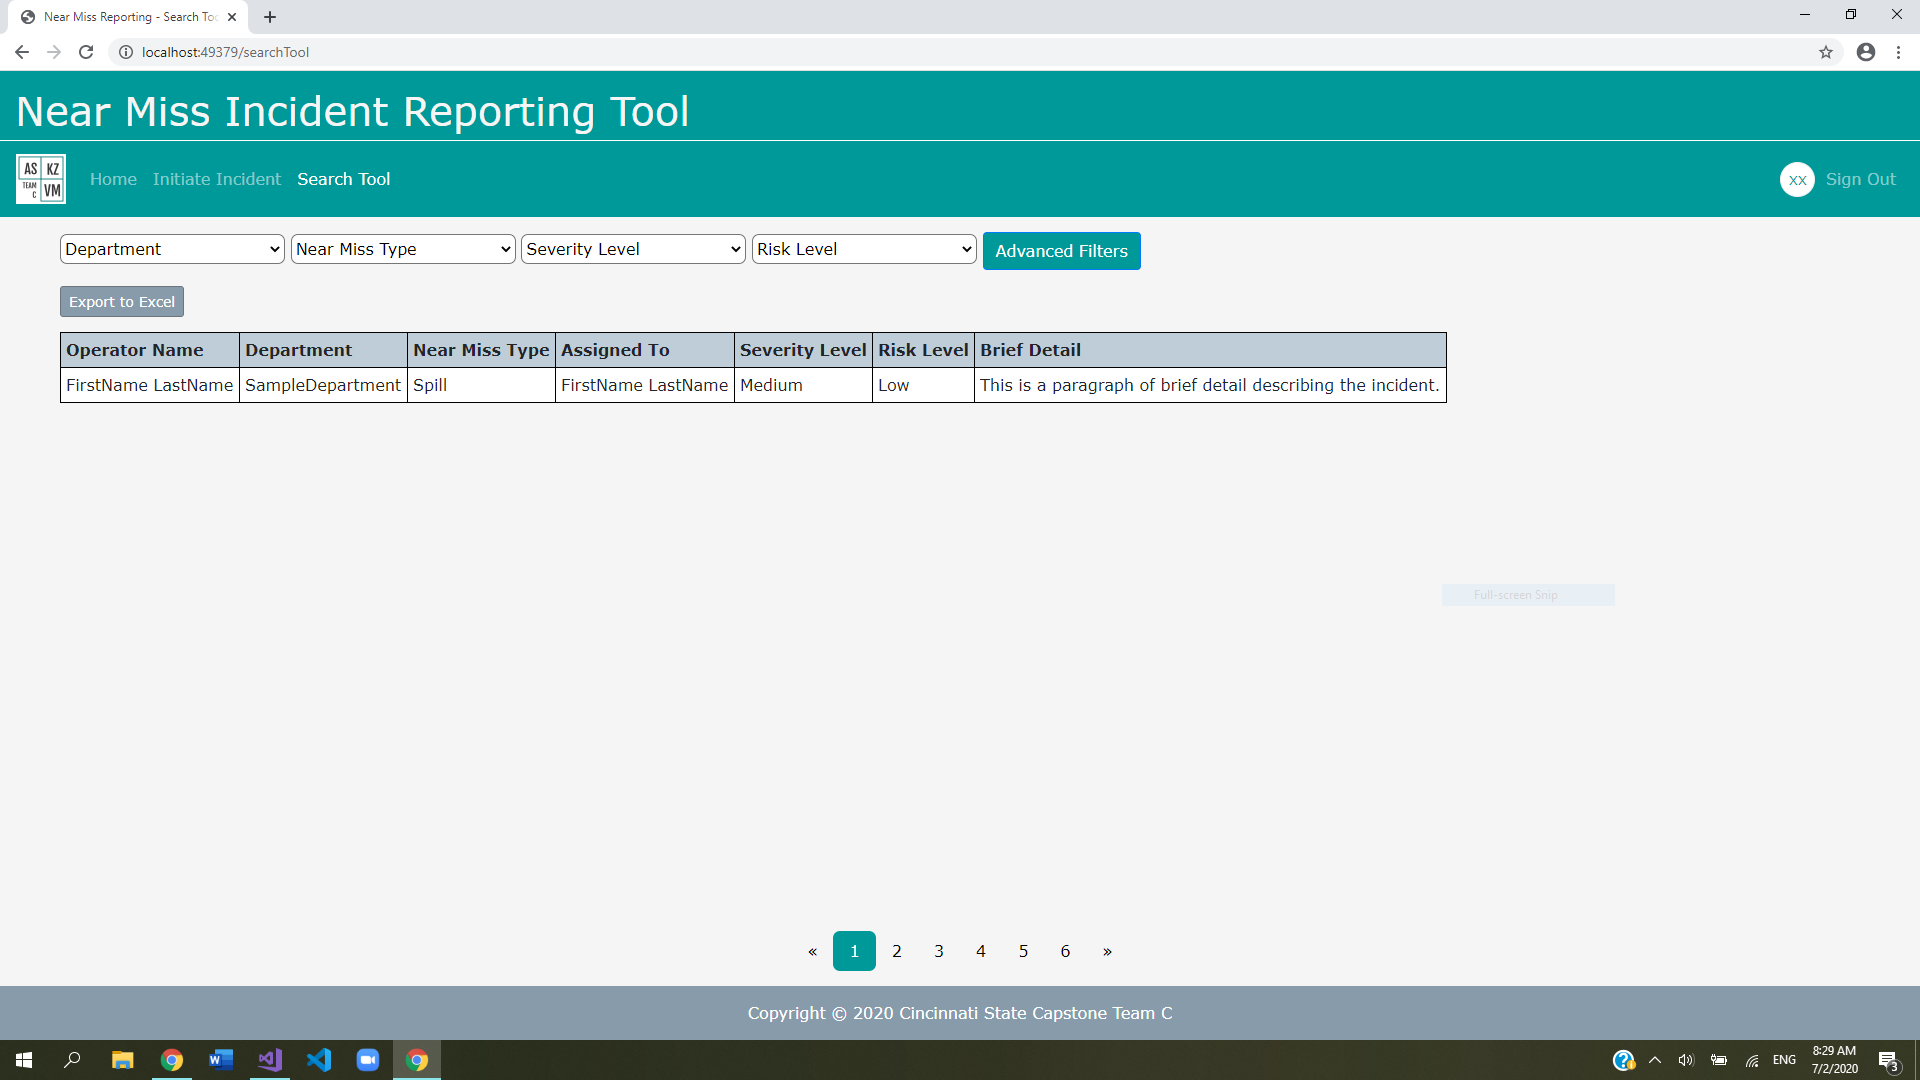 Near Miss Reporting - Search Too
localhost:49379/searchTool
Near Miss Incident Reporting Tool
AS KZ
TEAM C VM
Home Initiate Incident Search Tool
XX Sign Out
Department Near Miss Type Severity Level Risk Level Advanced Filters
Export to Excel
Operator Name Department Near Miss Type Assigned To Severity Level Risk Level Brief Detail
FirstName LastName SampleDepartment Spill FirstName LastName Medium Low This is a paragraph of brief detail describing the incident.
Full-screen Snip
« 1 2 3 4 5 6 »
Copyright © 2020 Cincinnati State Capstone Team C
ENG
8:29 AM
7/2/2020
3